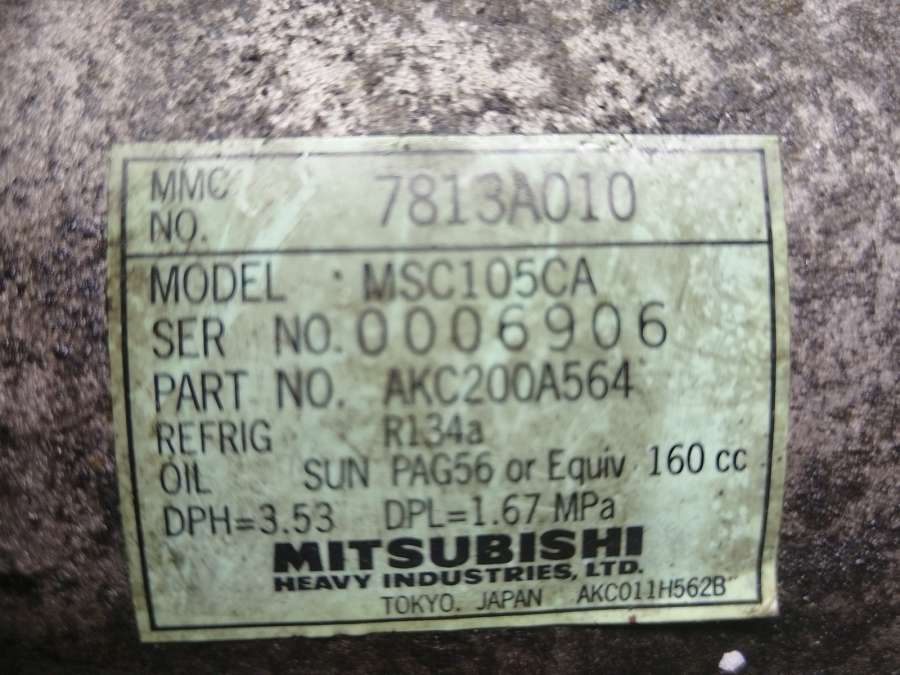 MMC 7813A010
NO.
MODEL MSC105CA
SER NO. 0006906
PART NO. AKC200A564
REFRIG R134a
OIL SUN PAG56 or Equiv 160 cc
DPH=3.53 DPL=1.67 MPa
MITSUBISHI
HEAVY INDUSTRIES, LTD.
TOKYO, JAPAN AKC011H562B